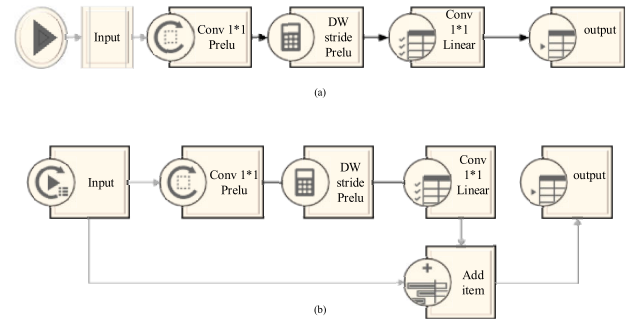 Input
Conv 1*1
Prelu
DW
stride
Prelu
Conv
1*1
Linear
output
(a)
Input
Conv 1*1
Prelu
DW
stride
Prelu
Conv
1*1
Linear
output
Add
item
(b)